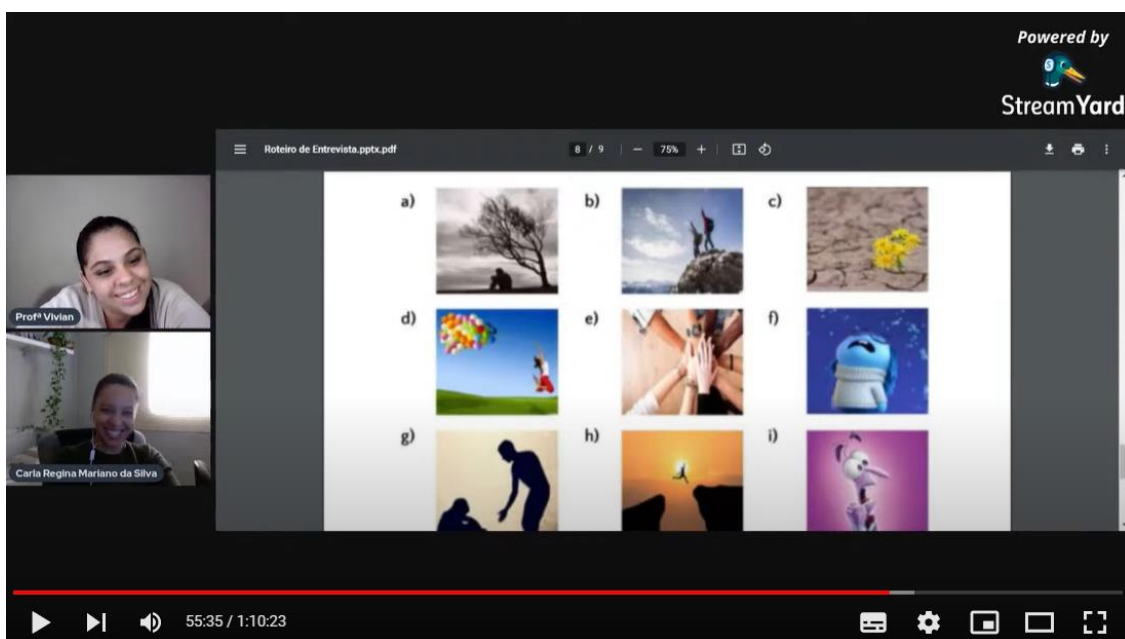 Powered by
StreamYard
Roteiro de Entrevista.pptx.pdf
8 / 9
75%
a)
b)
c)
d)
e)
f)
g)
h)
i)
Profª Vivian
Carla Regina Mariano da Silva
55:35 / 1:10:23